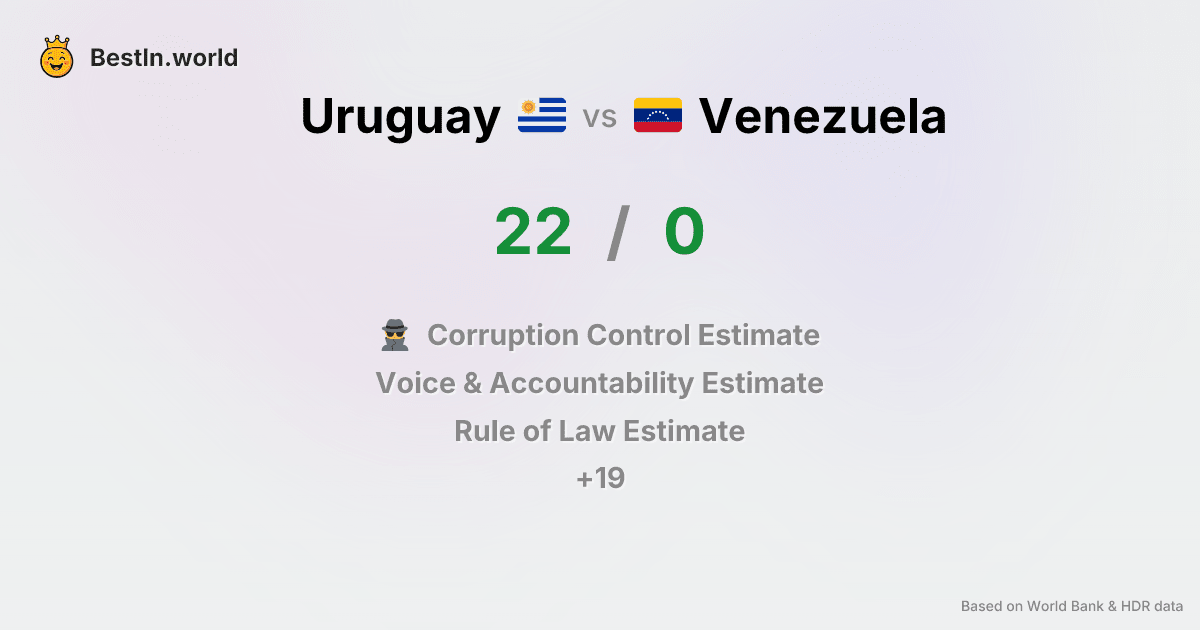 BestIn.world
Uruguay vs Venezuela
22 / 0
Corruption Control Estimate
Voice & Accountability Estimate
Rule of Law Estimate
+19
Based on World Bank & HDR data